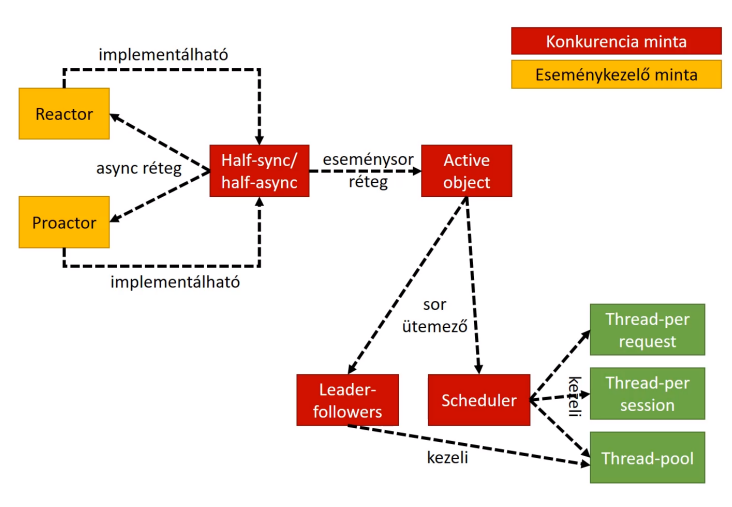 implementálható
Konkurencia minta
Eseménykezelő minta
Reactor
async réteg
Half-sync/
half-async
eseménysor
réteg
Active
object
Proactor
implementálható
sor
ütemező
Thread-per
request
Leader-
followers
Scheduler
kezeli
Thread-per
session
kezeli
Thread-pool